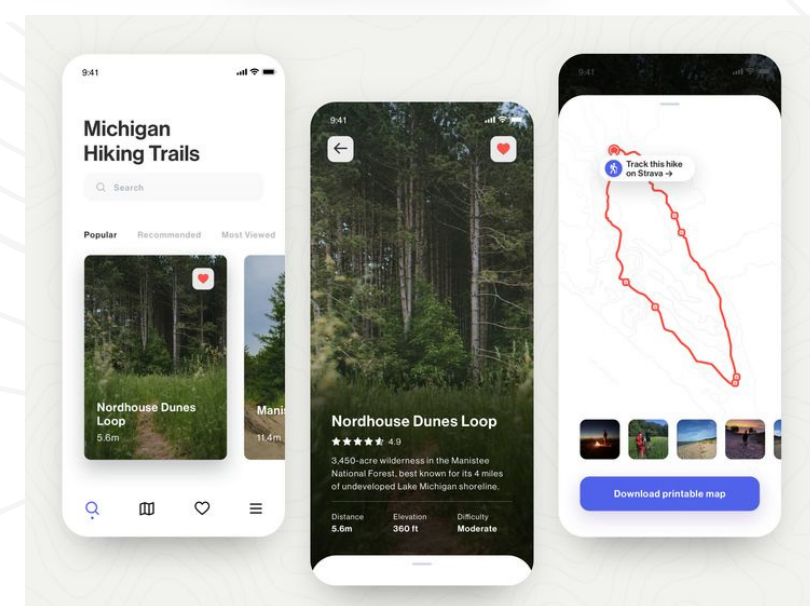 9:41
Michigan
Hiking Trails
Search
Popular Recommended Most Viewed
Nordhouse Dunes
Loop
5.6m
Mani
11.4m
9:41
Nordhouse Dunes Loop
4.9
3,450-acre wilderness in the Manistee
National Forest, best known for its 4 miles
of undeveloped Lake Michigan shoreline.
Distance Elevation Difficulty
5.6m 360 ft Moderate
9:41
Track this hike
on Strava →
Download printable map